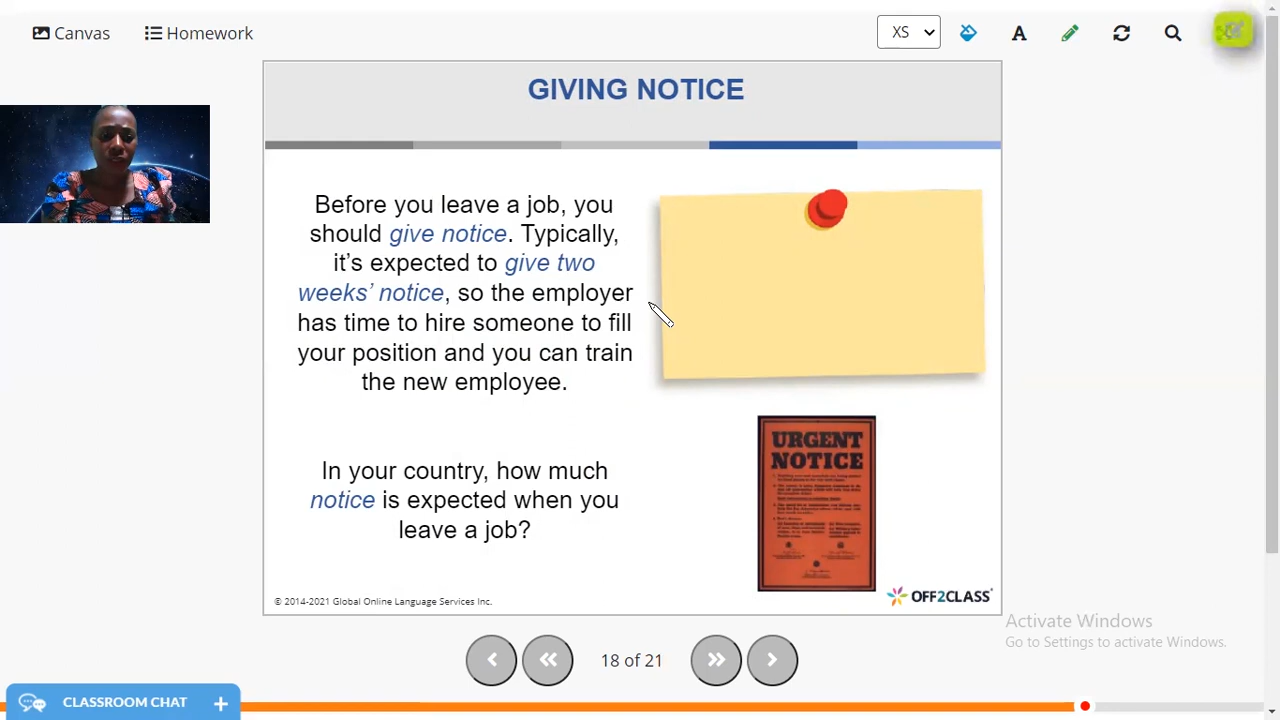 Canvas
Homework
XS
A
GIVING NOTICE
Before you leave a job, you
should give notice. Typically,
it's expected to give two
weeks' notice, so the employer
has time to hire someone to fill
your position and you can train
the new employee.
In your country, how much
notice is expected when you
leave a job?
URGENT
NOTICE
© 2014-2021 Global Online Language Services Inc.
OFF2CLASS
Activate Windows
Go to Settings to activate Windows.
18 of 21
CLASSROOM CHAT +